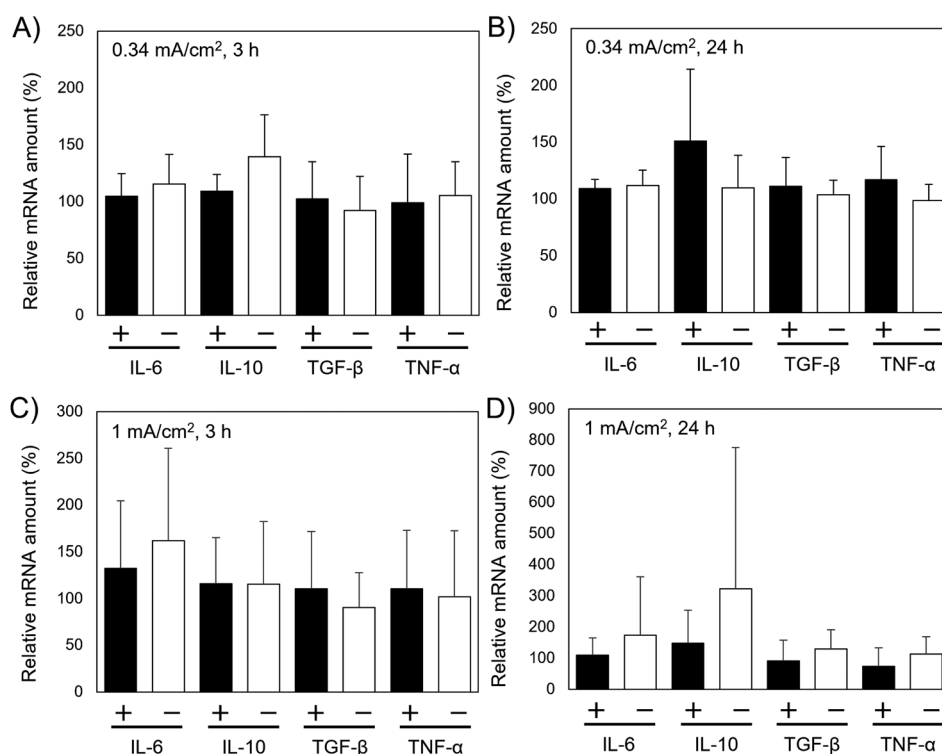 A)
0.34 mA/cm², 3 h
Relative mRNA amount (%)
250
200
150
100
50
0
+ − + − + − + −
IL-6 IL-10 TGF-β TNF-α
B)
0.34 mA/cm², 24 h
Relative mRNA amount (%)
250
200
150
100
50
0
+ − + − + − + −
IL-6 IL-10 TGF-β TNF-α
C)
1 mA/cm², 3 h
Relative mRNA amount (%)
300
250
200
150
100
50
0
+ − + − + − + −
IL-6 IL-10 TGF-β TNF-α
D)
1 mA/cm², 24 h
Relative mRNA amount (%)
900
800
700
600
500
400
300
200
100
0
+ − + − + − + −
IL-6 IL-10 TGF-β TNF-α